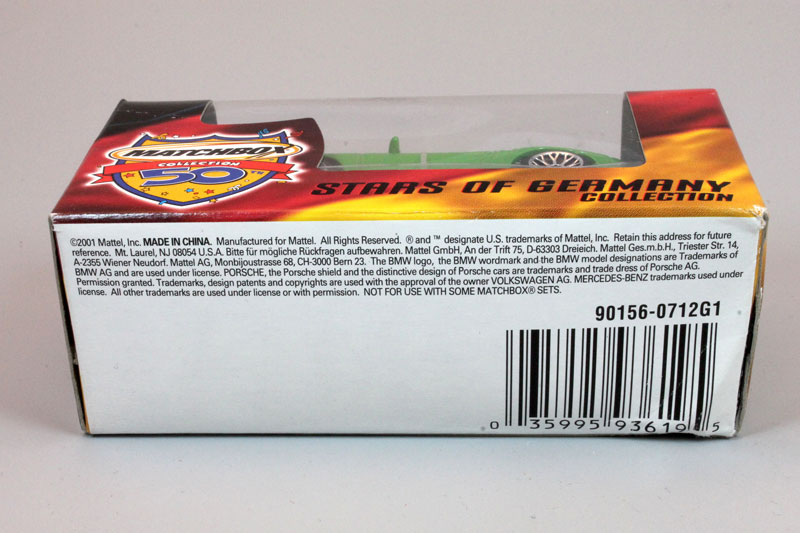 MATCHBOX
COLLECTION
50TH
STARS OF GERMANY
COLLECTION
©2001 Mattel, Inc. MADE IN CHINA. Manufactured for Mattel. All Rights Reserved. ® and ™ designate U.S. trademarks of Mattel, Inc. Retain this address for future
reference. Mt. Laurel, NJ 08054 U.S.A. Bitte für mögliche Rückfragen aufbewahren. Mattel GmbH, An der Trift 75, D-63303 Dreieich. Mattel Ges.m.b.H., Triester Str. 14,
A-2355 Wiener Neudorf. Mattel AG, Monbijoustrasse 68, CH-3000 Bern 23. The BMW logo, the BMW wordmark and the BMW model designations are Trademarks of
BMW AG and are used under license. PORSCHE, the Porsche shield and the distinctive design of Porsche cars are trademarks and trade dress of Porsche AG.
Permission granted. Trademarks, design patents and copyrights are used with the approval of the owner VOLKSWAGEN AG. MERCEDES-BENZ trademarks used under
license. All other trademarks are used under license or with permission. NOT FOR USE WITH SOME MATCHBOX® SETS.
90156-0712G1
0 35995 93619 5